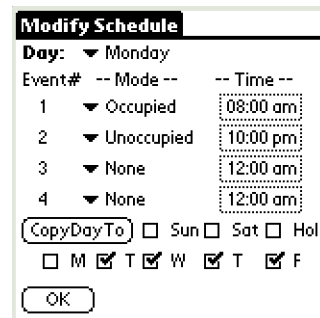 Modify Schedule
Day: Monday
Event# -- Mode -- -- Time --
1 Occupied 08:00 am
2 Unoccupied 10:00 pm
3 None 12:00 am
4 None 12:00 am
CopyDayTo Sun Sat Hol
M T W T F
OK